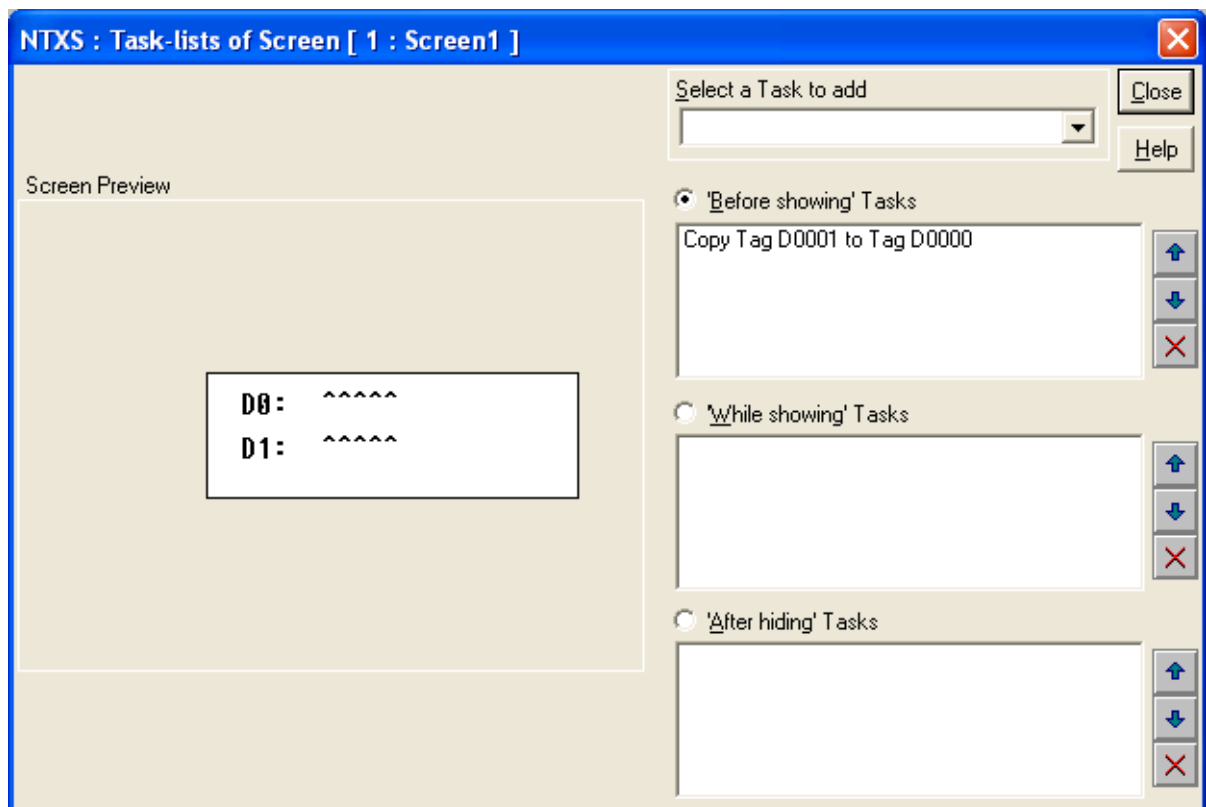 NTXS : Task-lists of Screen [ 1 : Screen1 ]
Select a Task to add
Close
Help
Screen Preview
'Before showing' Tasks
Copy Tag D0001 to Tag D0000
D0: ^^^^^
D1: ^^^^^
'While showing' Tasks
'After hiding' Tasks